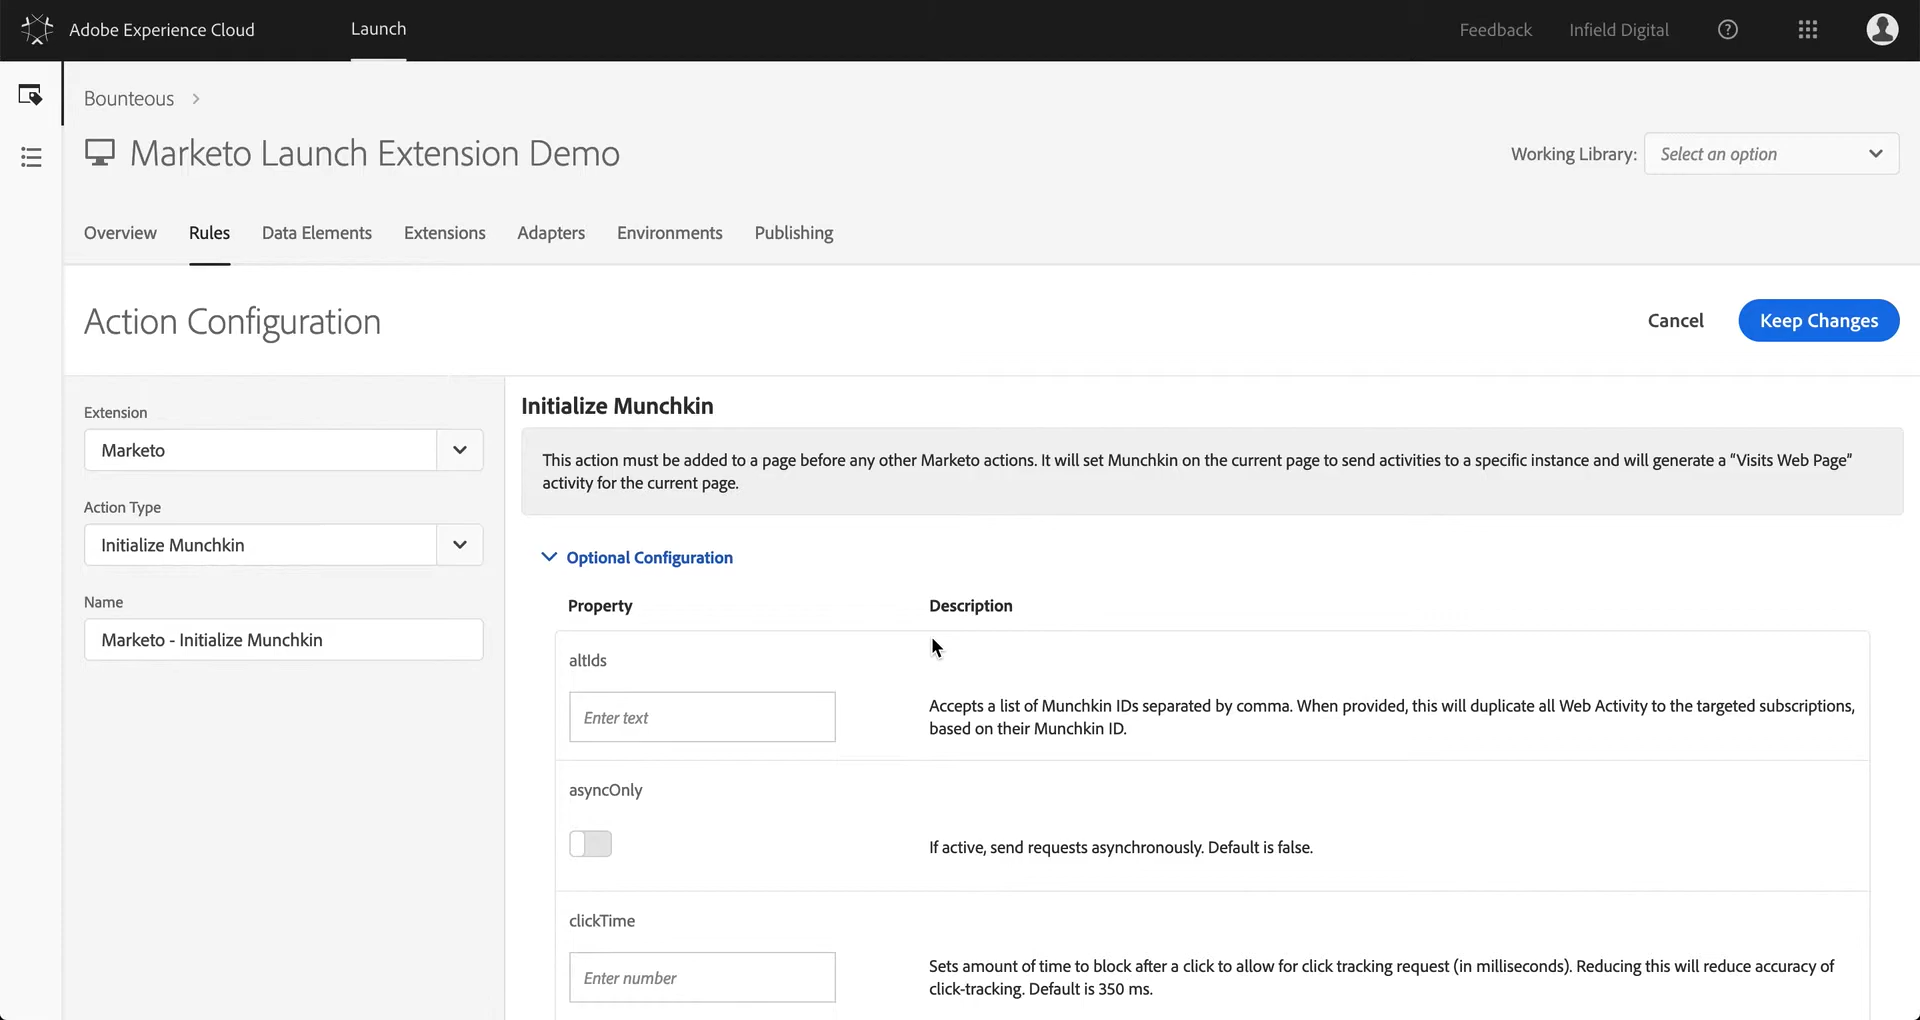 Adobe Experience Cloud
Launch
Feedback
Infield Digital
Bounteous
Marketo Launch Extension Demo
Working Library:
Select an option
Overview
Rules
Data Elements
Extensions
Adapters
Environments
Publishing
Action Configuration
Cancel
Keep Changes
Extension
Marketo
Action Type
Initialize Munchkin
Name
Marketo - Initialize Munchkin
Initialize Munchkin
This action must be added to a page before any other Marketo actions. It will set Munchkin on the current page to send activities to a specific instance and will generate a “Visits Web Page”
activity for the current page.
Optional Configuration
Property
Description
altIds
Enter text
Accepts a list of Munchkin IDs separated by comma. When provided, this will duplicate all Web Activity to the targeted subscriptions,
based on their Munchkin ID.
asyncOnly
If active, send requests asynchronously. Default is false.
clickTime
Enter number
Sets amount of time to block after a click to allow for click tracking request (in milliseconds). Reducing this will reduce accuracy of
click-tracking. Default is 350 ms.